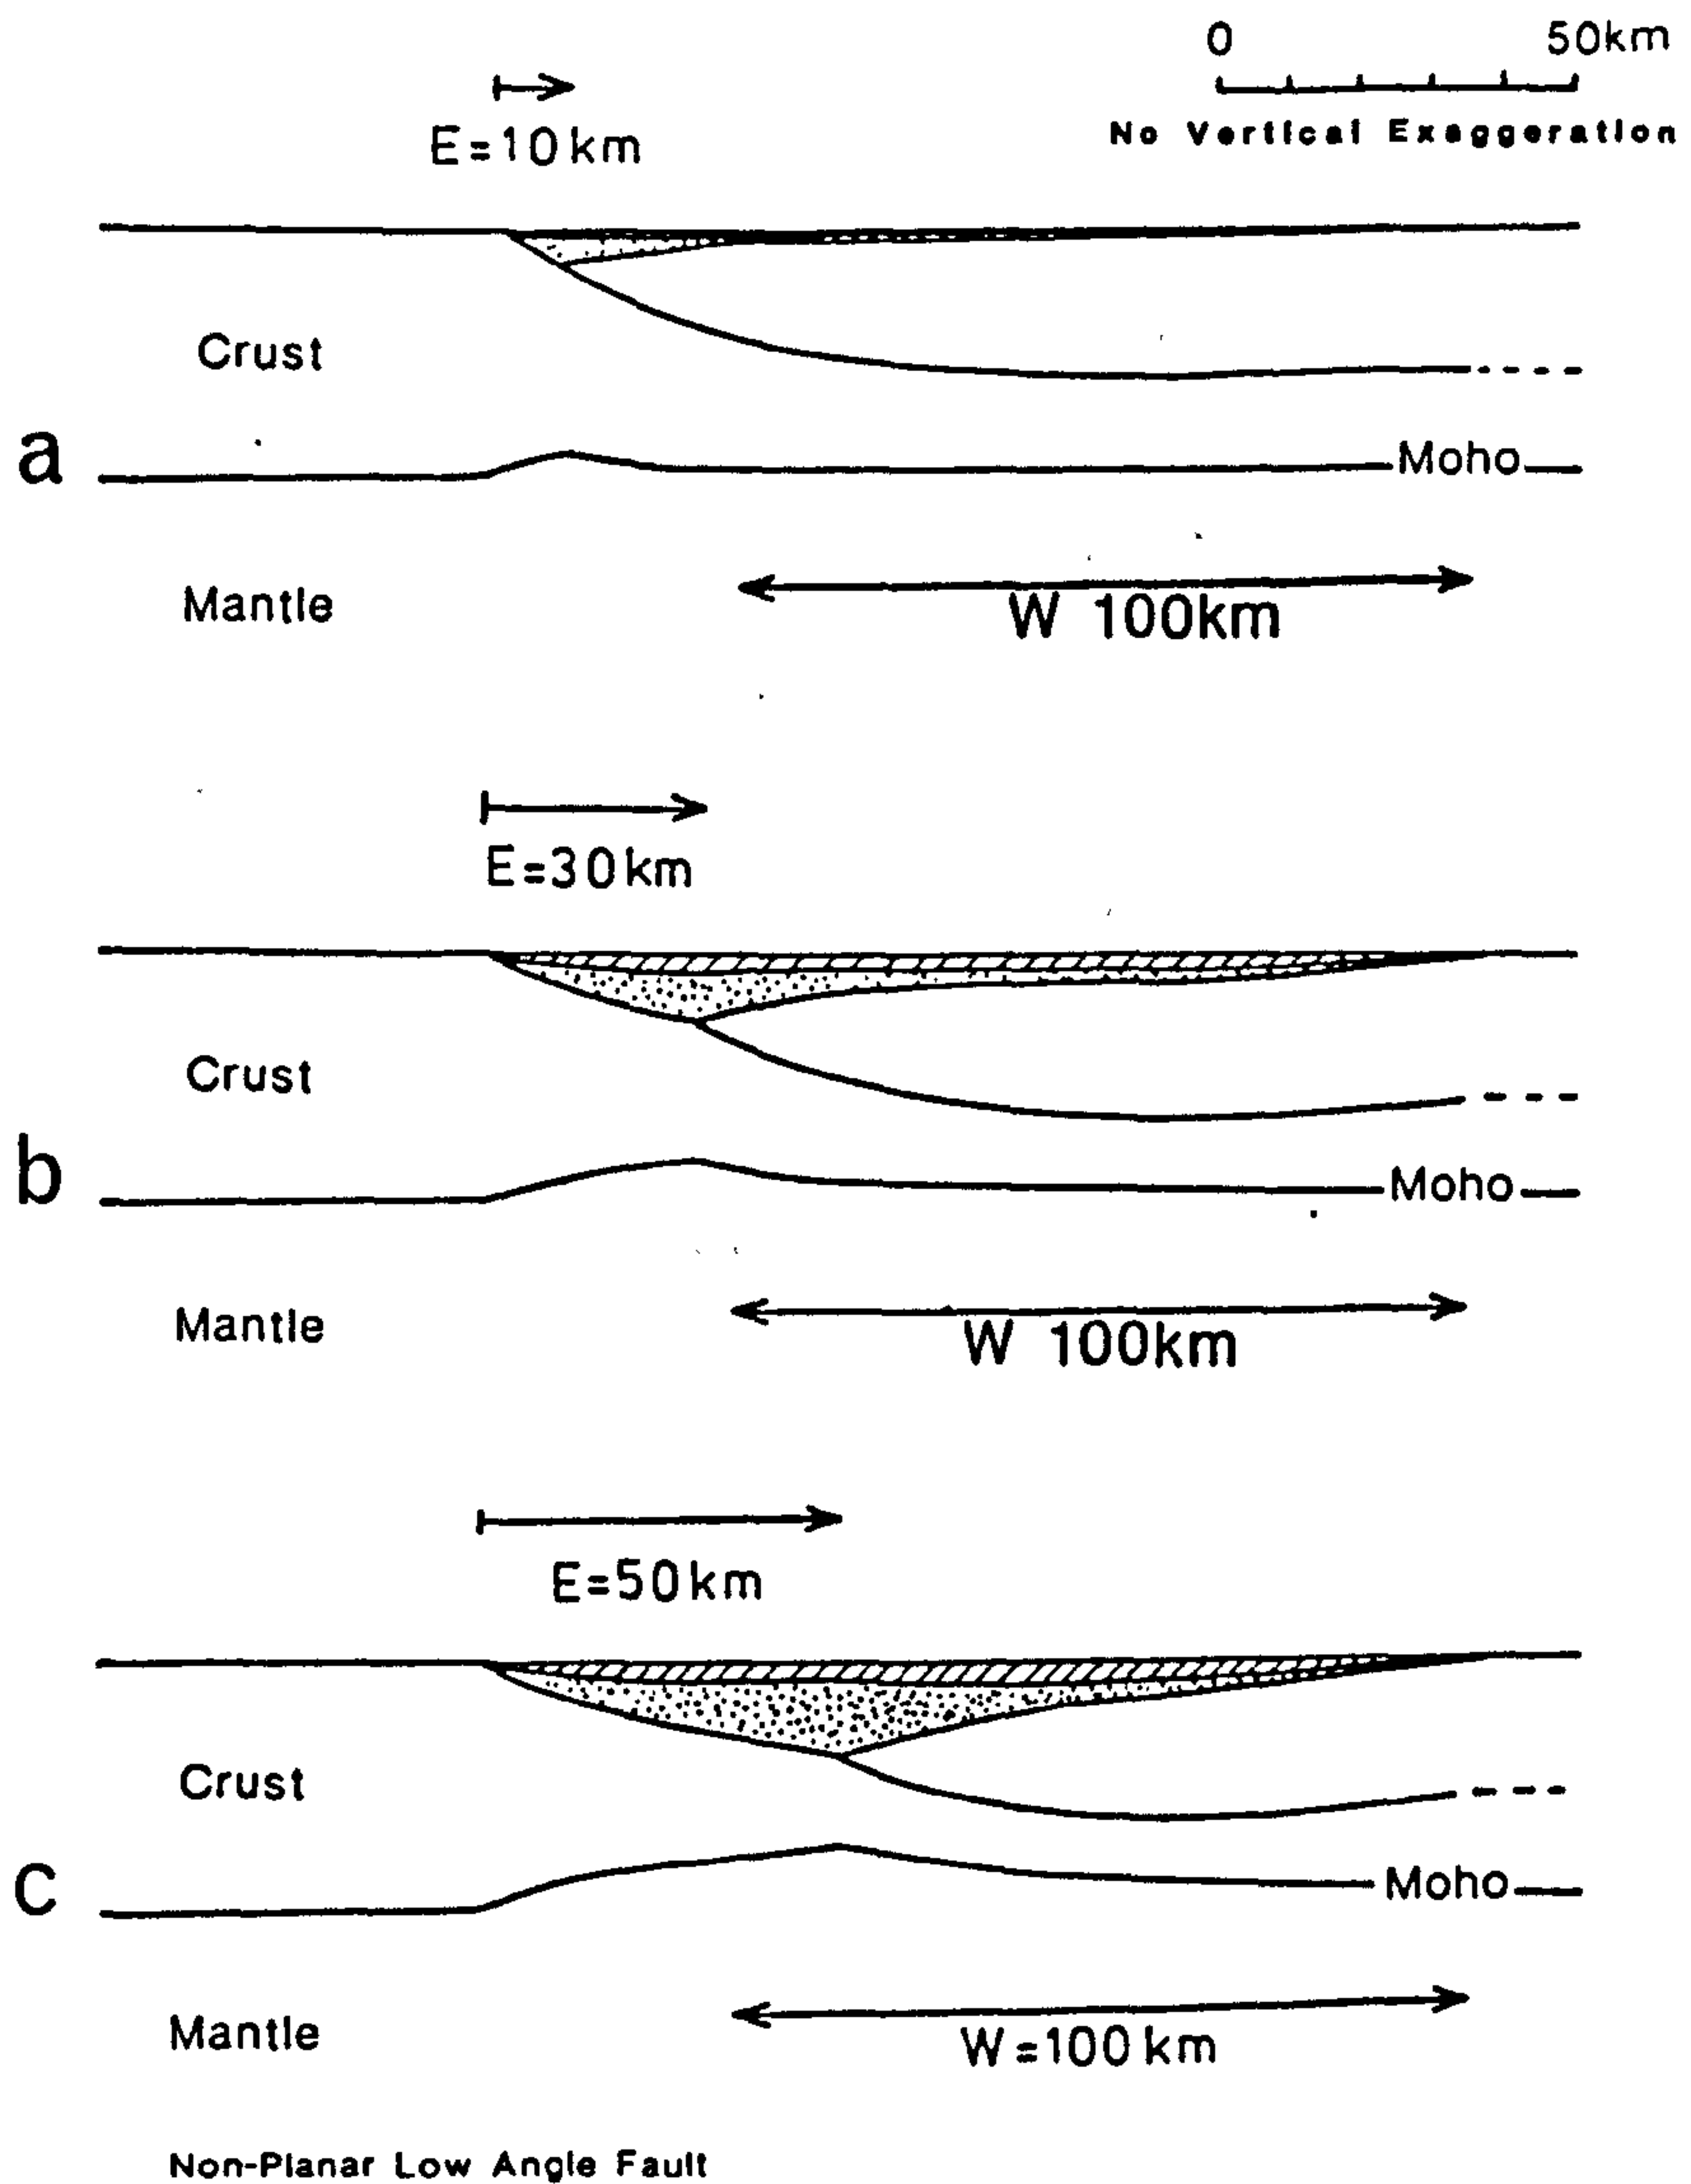 0 50km
No Vertical Exaggeration
E=10km
Crust
a
Moho
Mantle
W 100km
E=30km
Crust
b
Moho
Mantle
W 100km
E=50km
Crust
c
Moho
Mantle
W=100km
Non-Planar Low Angle Fault